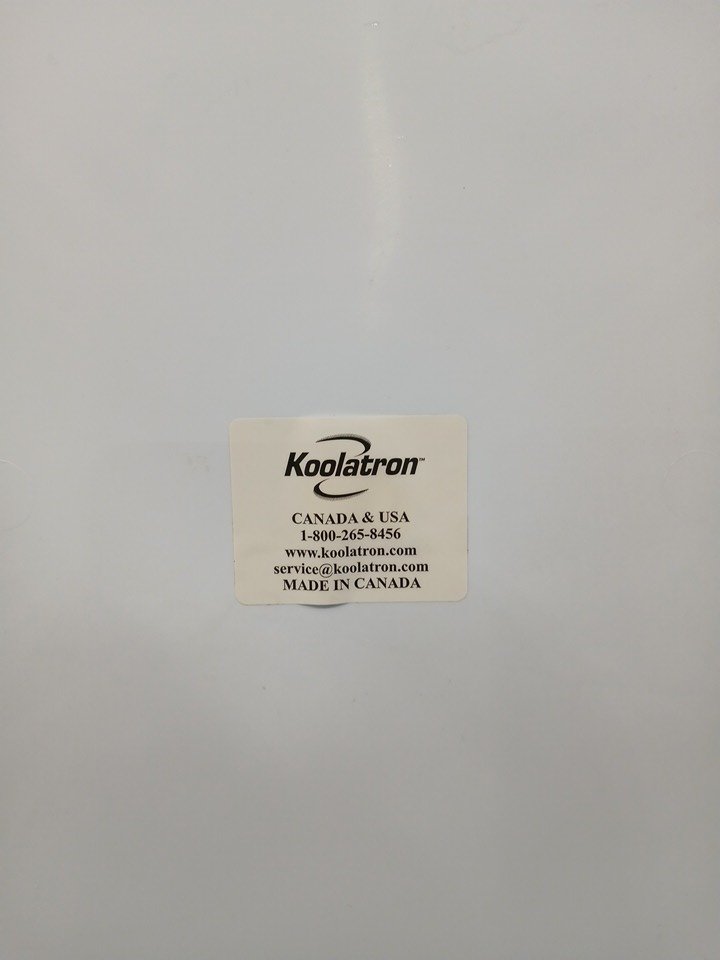 Koolatron™
CANADA & USA
1-800-265-8456
www.koolatron.com
service@koolatron.com
MADE IN CANADA